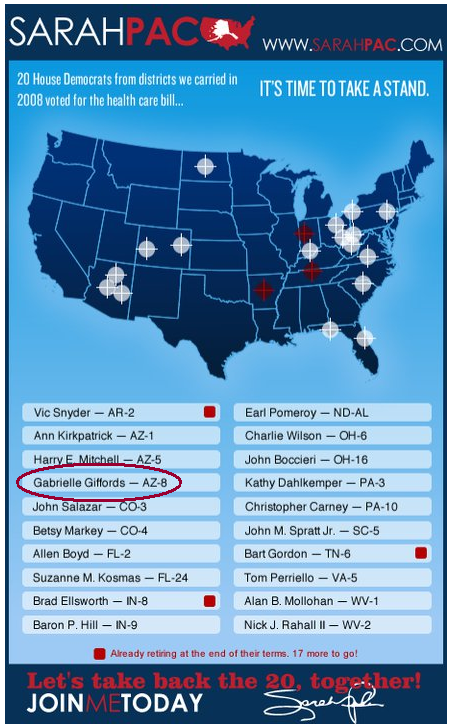 SARAHPAC
WWW.SARAHPAC.COM
20 House Democrats from districts we carried in
2008 voted for the health care bill...
IT'S TIME TO TAKE A STAND.
Vic Snyder — AR-2
Ann Kirkpatrick — AZ-1
Harry E. Mitchell — AZ-5
Gabrielle Giffords — AZ-8
John Salazar — CO-3
Betsy Markey — CO-4
Allen Boyd — FL-2
Suzanne M. Kosmas — FL-24
Brad Ellsworth — IN-8
Baron P. Hill — IN-9
Earl Pomeroy — ND-AL
Charlie Wilson — OH-6
John Boccieri — OH-16
Kathy Dahlkemper — PA-3
Christopher Carney — PA-10
John M. Spratt Jr. — SC-5
Bart Gordon — TN-6
Tom Perriello — VA-5
Alan B. Mollohan — WV-1
Nick J. Rahall II — WV-2
Already retiring at the end of their terms. 17 more to go!
Let's take back the 20, together!
JOINMETODAY